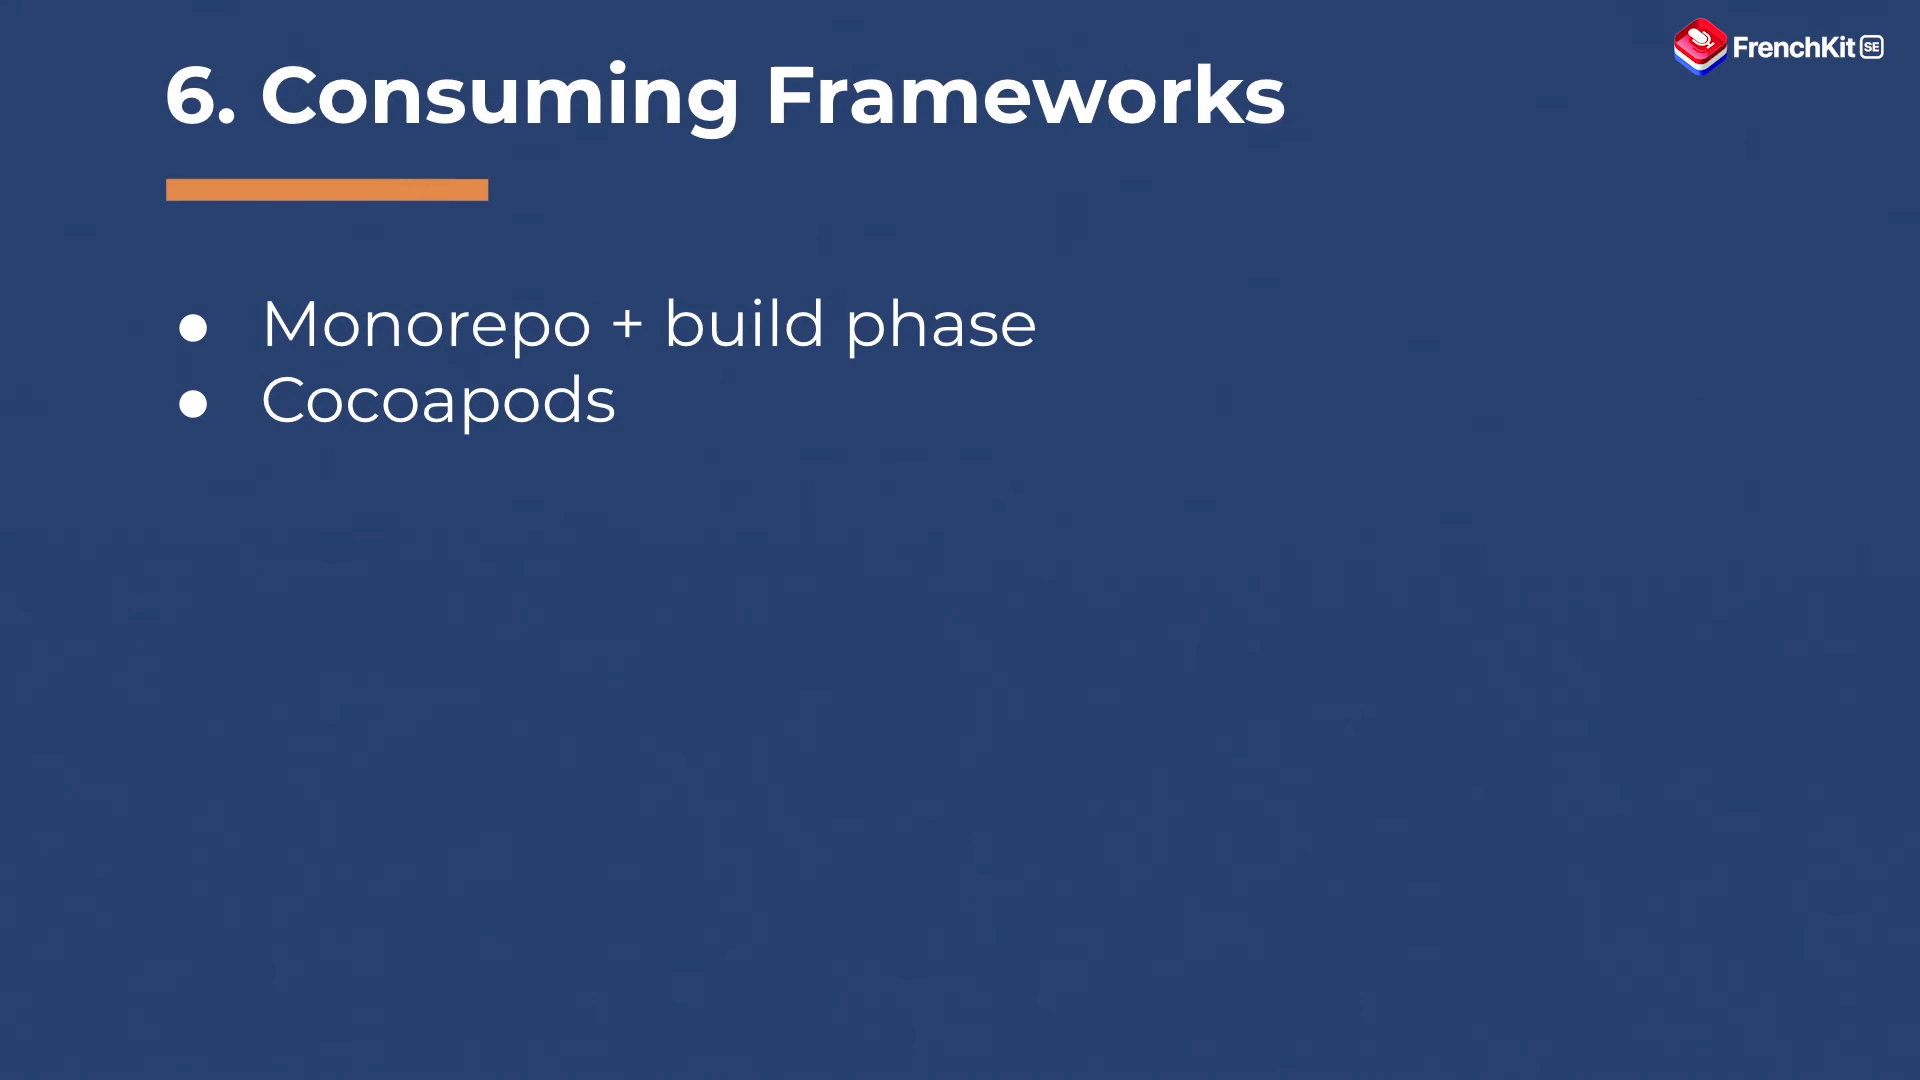 FrenchKit SE
6. Consuming Frameworks
● Monorepo + build phase
● Cocoapods